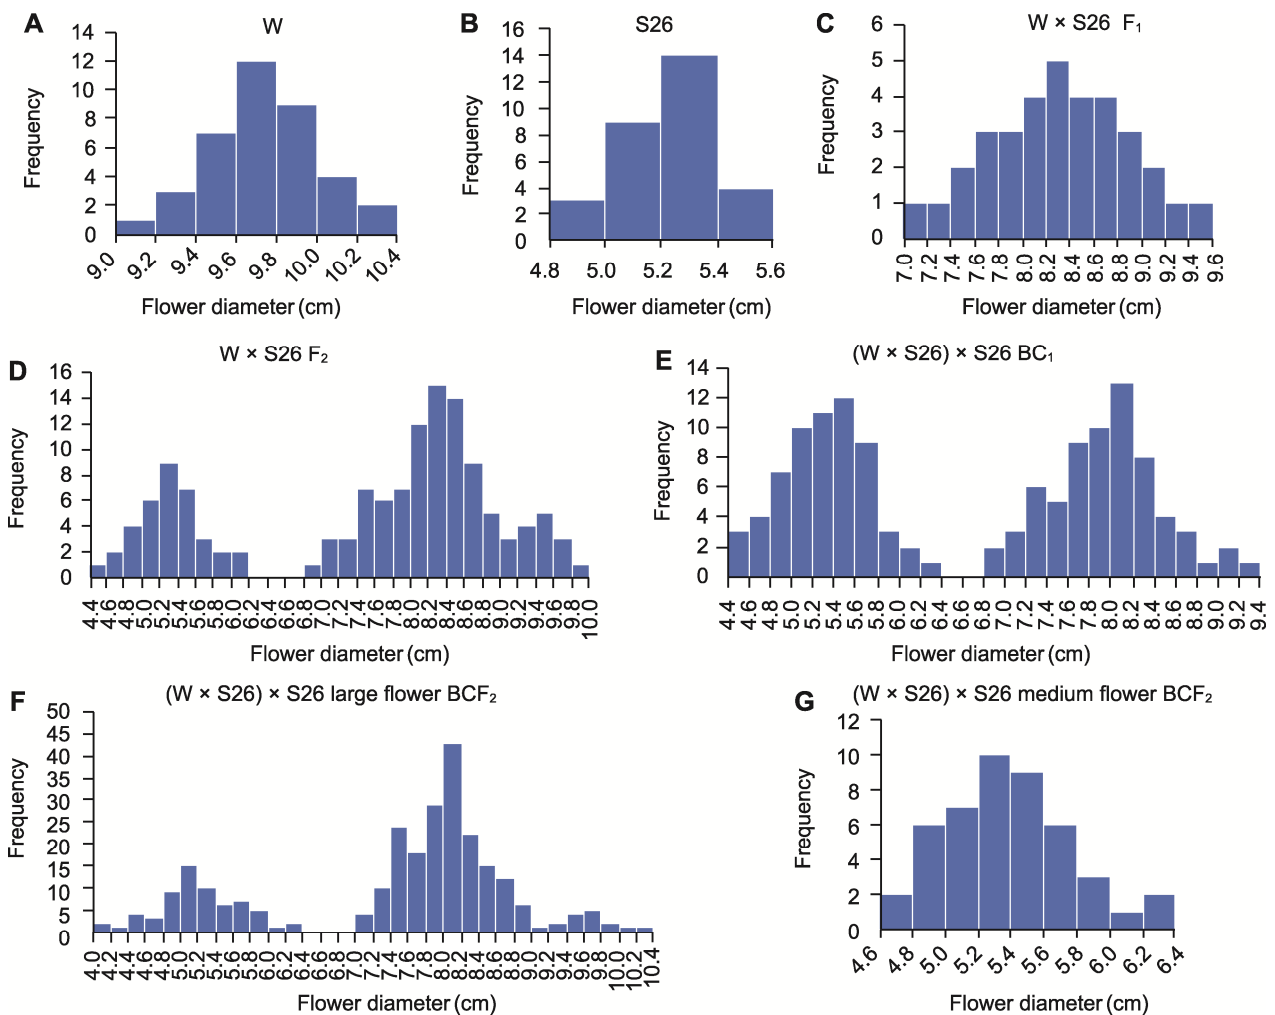 A
W
14
12
10
8
6
4
2
0
Frequency
9.0 9.2 9.4 9.6 9.8 10.0 10.2 10.4
Flower diameter (cm)
B
S26
16
14
12
10
8
6
4
2
0
Frequency
4.8 5.0 5.2 5.4 5.6
Flower diameter (cm)
C
W × S26 F₁
6
5
4
3
2
1
0
Frequency
7.0 7.2 7.4 7.6 7.8 8.0 8.2 8.4 8.6 8.8 9.0 9.2 9.4 9.6
Flower diameter (cm)
D
W × S26 F₂
16
14
12
10
8
6
4
2
0
Frequency
4.4 4.6 4.8 5.0 5.2 5.4 5.6 5.8 6.0 6.2 6.4 6.6 6.8 7.0 7.2 7.4 7.6 7.8 8.0 8.2 8.4 8.6 8.8 9.0 9.2 9.4 9.6 9.8 10.0
Flower diameter (cm)
E
(W × S26) × S26 BC₁
14
12
10
8
6
4
2
0
Frequency
4.4 4.6 4.8 5.0 5.2 5.4 5.6 5.8 6.0 6.2 6.4 6.6 6.8 7.0 7.2 7.4 7.6 7.8 8.0 8.2 8.4 8.6 8.8 9.0 9.2 9.4
Flower diameter (cm)
F
(W × S26) × S26 large flower BCF₂
50
45
40
35
30
25
20
15
10
5
0
Frequency
4.0 4.2 4.4 4.6 4.8 5.0 5.2 5.4 5.6 5.8 6.0 6.2 6.4 6.6 6.8 7.0 7.2 7.4 7.6 7.8 8.0 8.2 8.4 8.6 8.8 9.0 9.2 9.4 9.6 9.8 10.0 10.2 10.4
Flower diameter (cm)
G
(W × S26) × S26 medium flower BCF₂
12
10
8
6
4
2
0
Frequency
4.6 4.8 5.0 5.2 5.4 5.6 5.8 6.0 6.2 6.4
Flower diameter (cm)